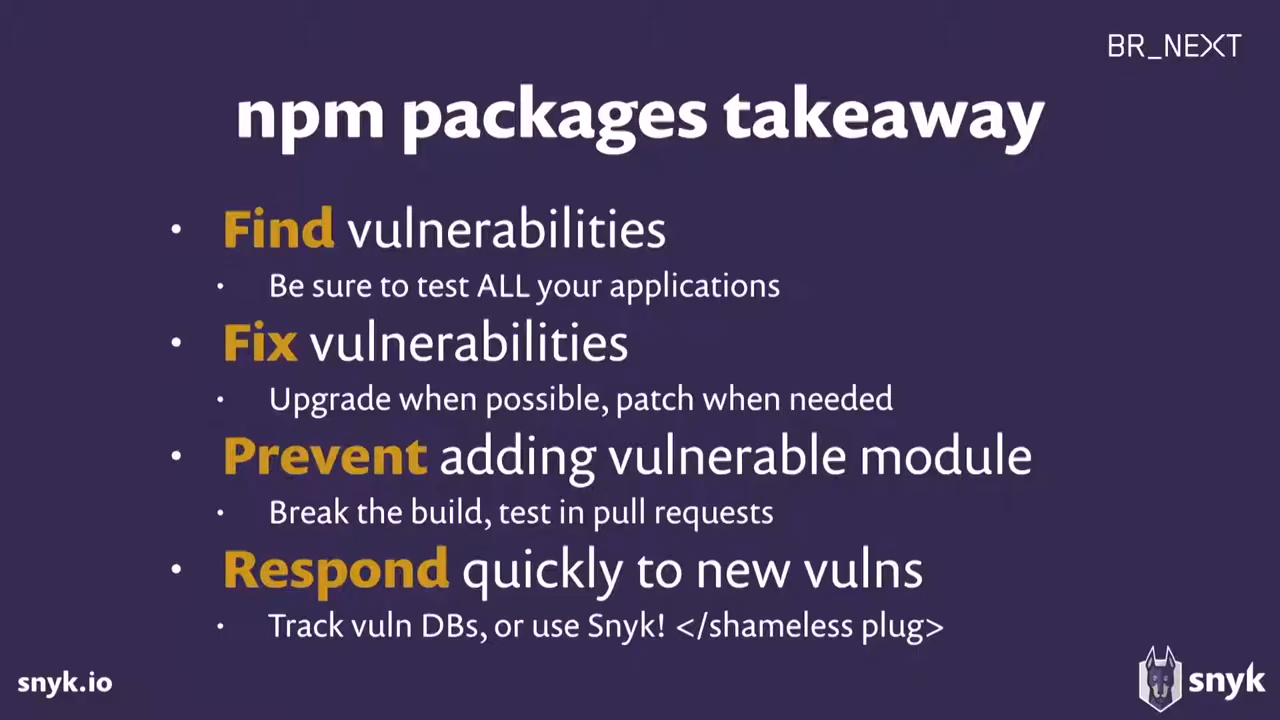 BR_NEXT
npm packages takeaway
• Find vulnerabilities
• Be sure to test ALL your applications
• Fix vulnerabilities
• Upgrade when possible, patch when needed
• Prevent adding vulnerable module
• Break the build, test in pull requests
• Respond quickly to new vulns
• Track vuln DBs, or use Snyk! </shameless plug>
snyk.io
snyk